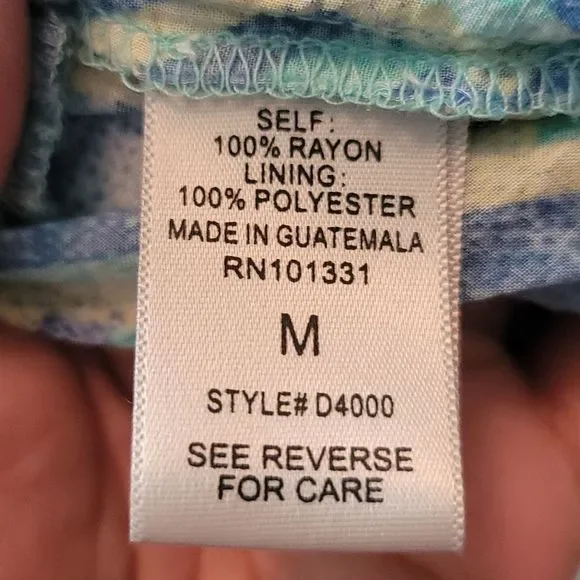 SELF:
100% RAYON
LINING:
100% POLYESTER
MADE IN GUATEMALA
RN101331
M
STYLE# D4000
SEE REVERSE
FOR CARE